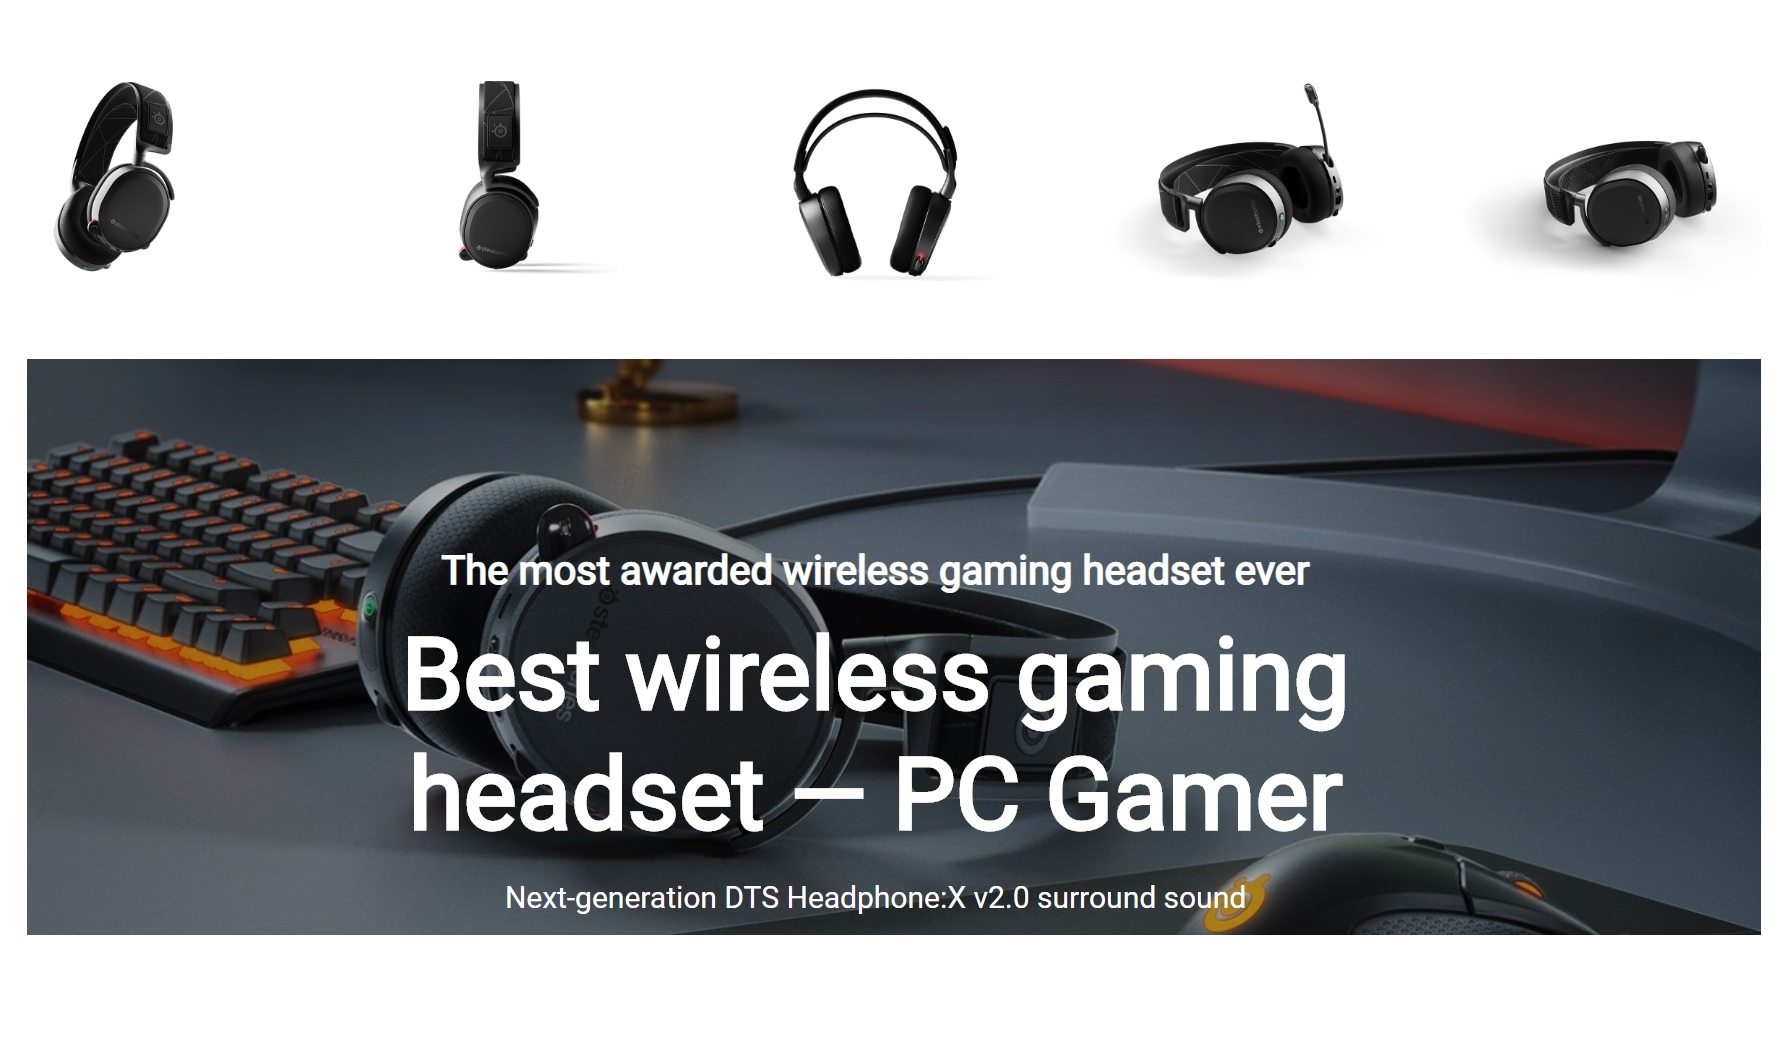 The most awarded wireless gaming headset ever
Best wireless gaming
headset — PC Gamer
Next-generation DTS Headphone:X v2.0 surround sound